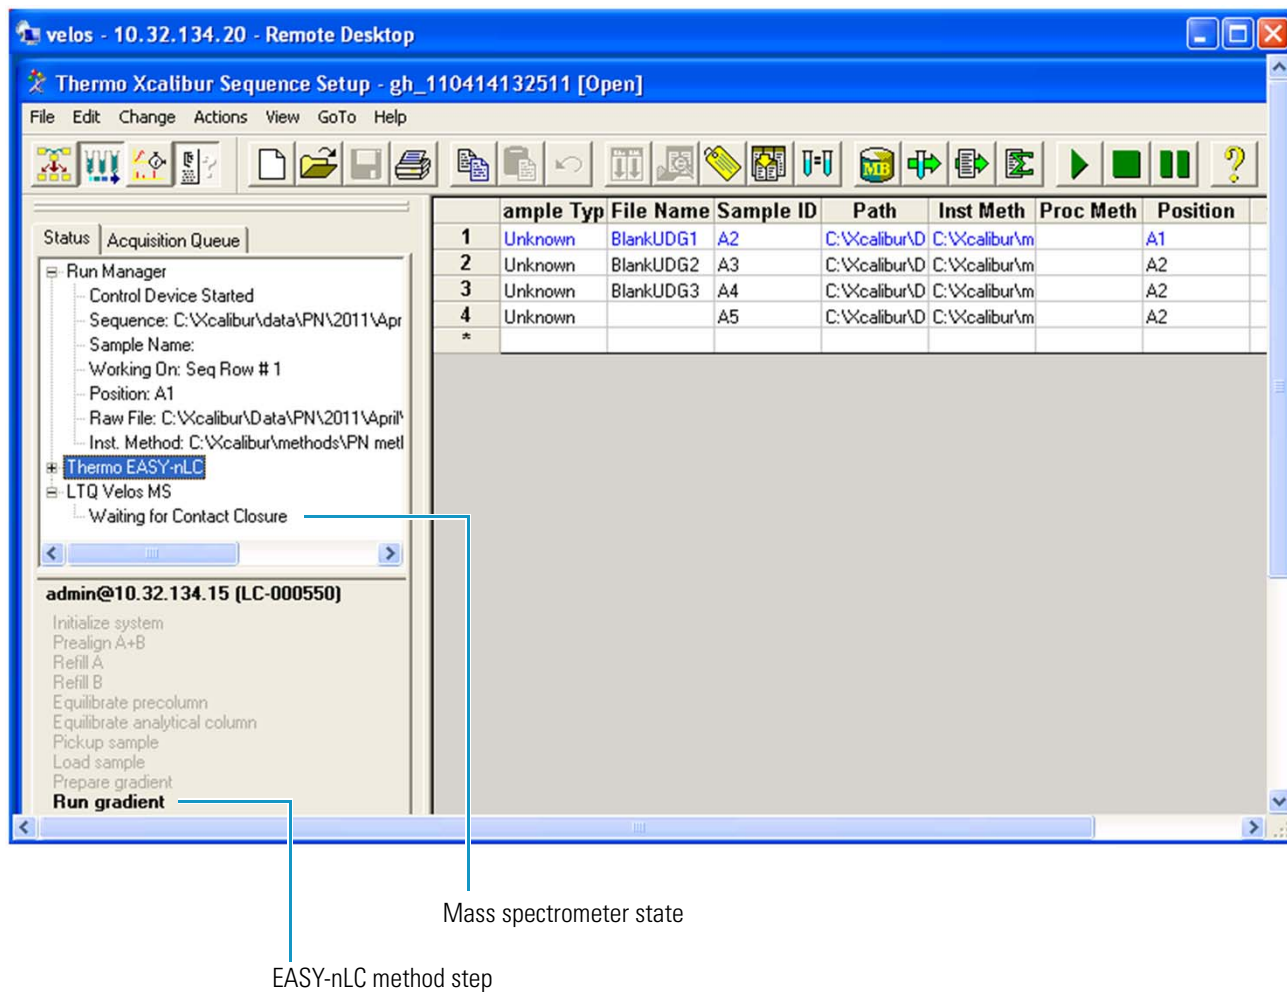 velos - 10.32.134.20 - Remote Desktop
Thermo Xcalibur Sequence Setup - gh_110414132511 [Open]
File Edit Change Actions View GoTo Help
MB
?
Status Acquisition Queue
Run Manager
Control Device Started
Sequence: C:\Xcalibur\data\PN\2011\Apr
Sample Name:
Working On: Seq Row # 1
Position: A1
Raw File: C:\Xcalibur\Data\PN\2011\April\
Inst. Method: C:\Xcalibur\methods\PN metl
Thermo EASY-nLC
LTQ Velos MS
Waiting for Contact Closure
admin@10.32.134.15 (LC-000550)
Initialize system
Prealign A+B
Refill A
Refill B
Equilibrate precolumn
Equilibrate analytical column
Pickup sample
Load sample
Prepare gradient
Run gradient
ample Typ File Name Sample ID Path Inst Meth Proc Meth Position
1 Unknown BlankUDG1 A2 C:\Xcalibur\D C:\Xcalibur\m A1
2 Unknown BlankUDG2 A3 C:\Xcalibur\D C:\Xcalibur\m A2
3 Unknown BlankUDG3 A4 C:\Xcalibur\D C:\Xcalibur\m A2
4 Unknown A5 C:\Xcalibur\D C:\Xcalibur\m A2
*
Mass spectrometer state
EASY-nLC method step